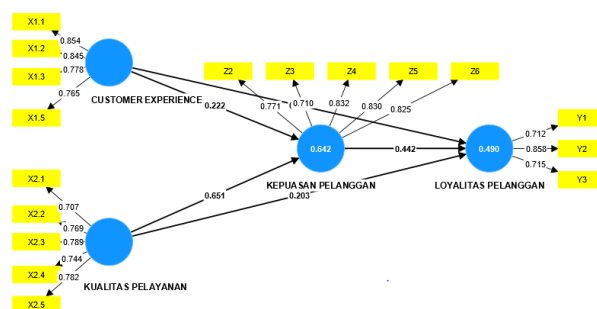 X1.1
X1.2
X1.3
X1.5
0.854
0.845
0.778
0.765
CUSTOMER EXPERIENCE
0.222
Z2
Z3
Z4
Z5
Z6
0.771
0.710
0.832
0.830
0.825
0.642
KEPUASAN PELANGGAN
0.442
0.490
LOYALITAS PELANGGAN
0.712
0.858
0.715
Y1
Y2
Y3
0.651
0.203
X2.1
X2.2
X2.3
X2.4
X2.5
0.707
0.769
0.789
0.744
0.782
KUALITAS PELAYANAN